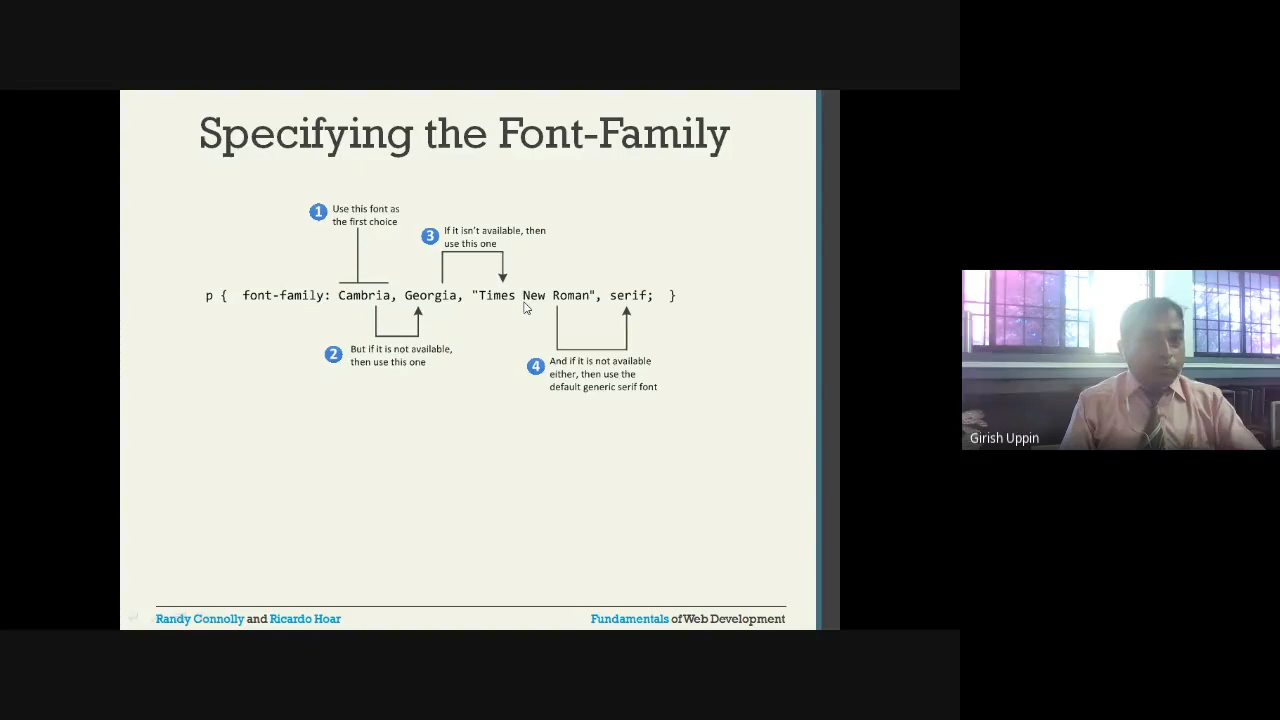 Specifying the Font-Family
1 Use this font as
the first choice
3 If it isn't available, then
use this one
p { font-family: Cambria, Georgia, "Times New Roman", serif; }
2 But if it is not available,
then use this one
4 And if it is not available
either, then use the
default generic serif font
Randy Connolly and Ricardo Hoar
Fundamentals of Web Development
Girish Uppin